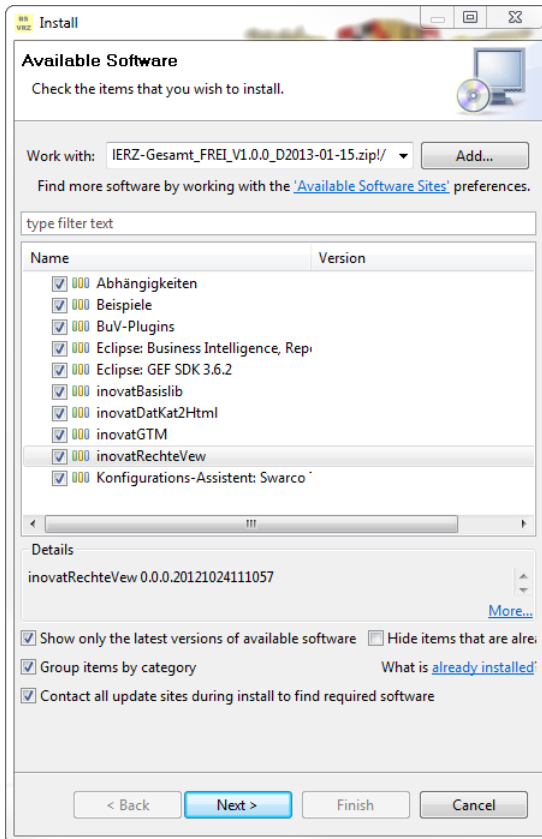 BS VRZ Install
Available Software
Check the items that you wish to install.
Work with: IERZ-Gesamt_FREI_V1.0.0_D2013-01-15.zip!/ Add...
Find more software by working with the 'Available Software Sites' preferences.
type filter text
Name Version
Abhängigkeiten
Beispiele
BuV-Plugins
Eclipse: Business Intelligence, Repo
Eclipse: GEF SDK 3.6.2
inovatBasislib
inovatDatKat2Html
inovatGTM
inovatRechteVew
Konfigurations-Assistent: Swarco T
Details
inovatRechteVew 0.0.0.20121024111057
More...
Show only the latest versions of available software Hide items that are alrea
Group items by category What is already installed?
Contact all update sites during install to find required software
< Back Next > Finish Cancel